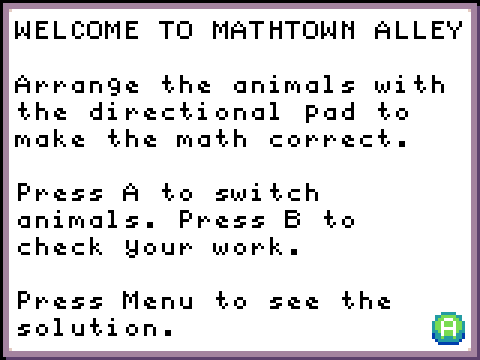 WELCOME TO MATHTOWN ALLEY
Arrange the animals with
the directional pad to
make the math correct.
Press A to switch
animals. Press B to
check your work.
Press Menu to see the
solution.
A